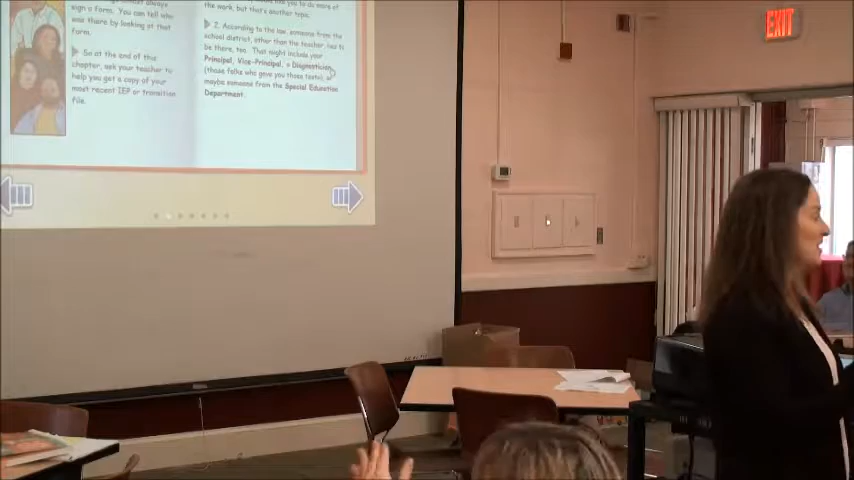 sign a form. You can tell who
was there by looking at that
form.
So at the end of this
chapter, ask your teacher to
help you get a copy of your
most recent IEP or transition
file.
the work, but that's another topic.
2. According to the law, someone from the
school district, other than the teacher, has to
be there, too. That might include your
Principal, Vice-Principal, a Diagnostician
(those folks who give you those tests), or
maybe someone from the Special Education
Department.
EXIT